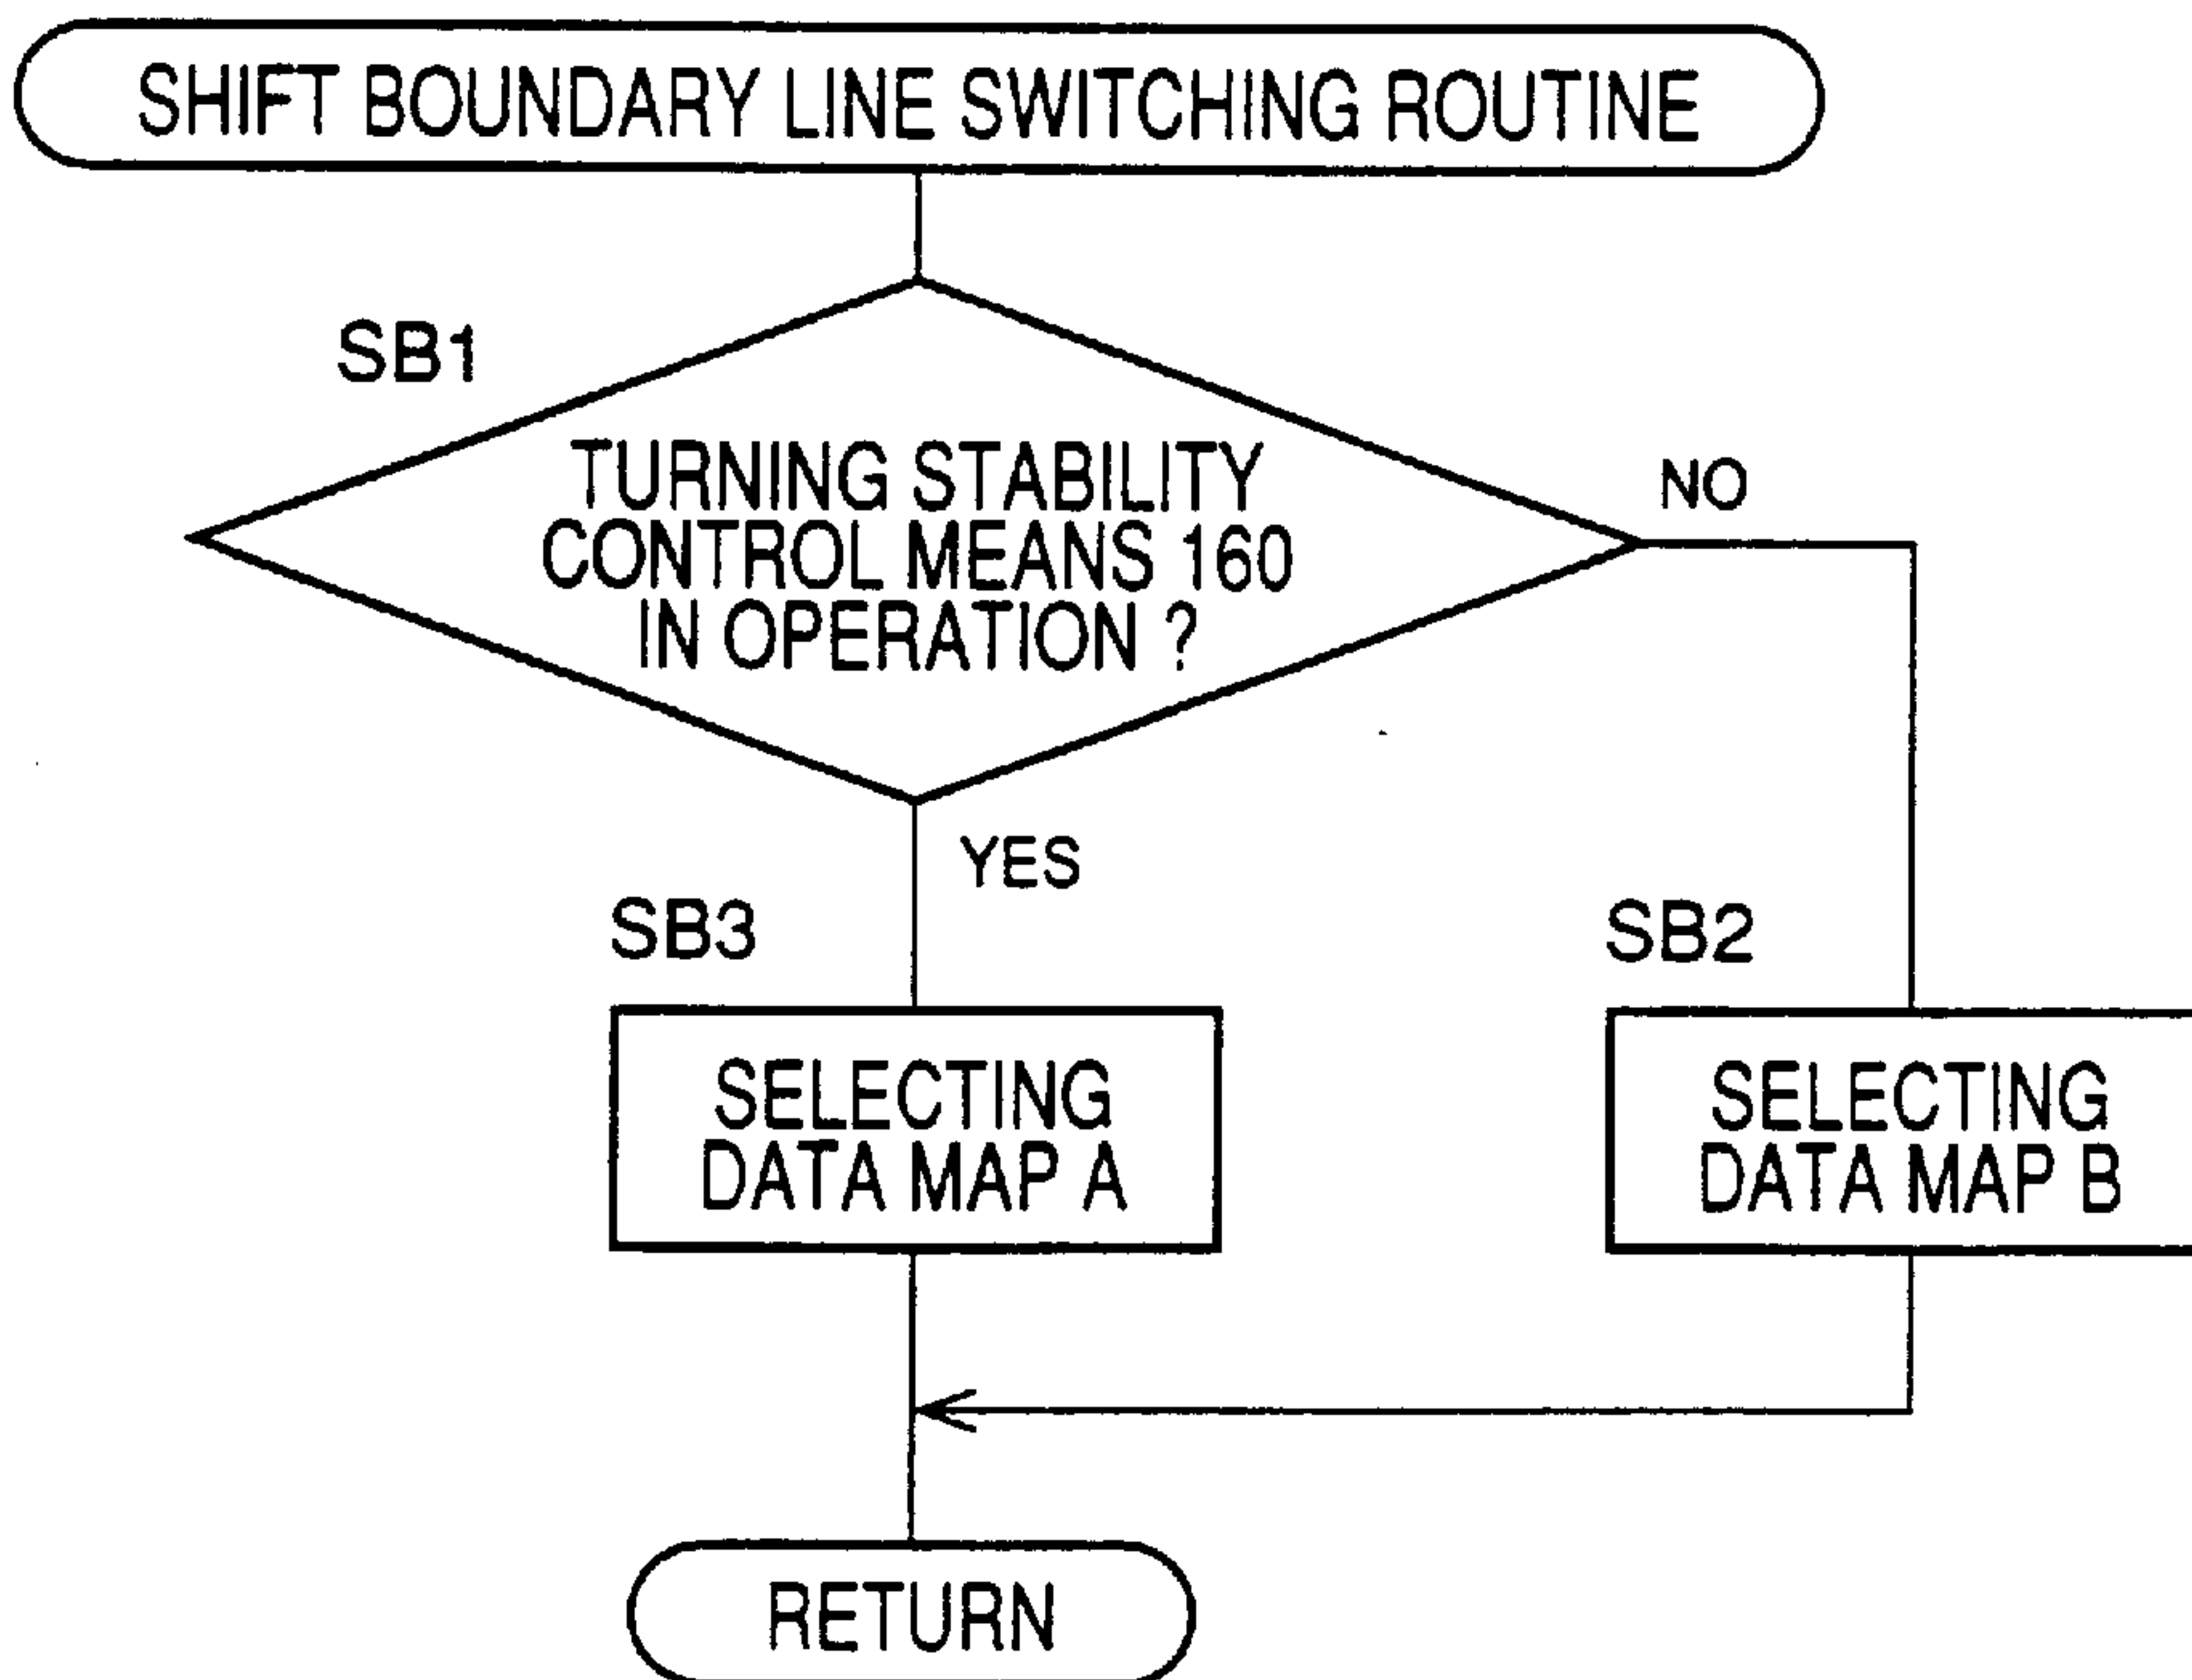 SHIFT BOUNDARY LINE SWITCHING ROUTINE
SB1
TURNING STABILITY
CONTROL MEANS 160
IN OPERATION ?
NO
YES
SB3
SELECTING
DATA MAP A
SB2
SELECTING
DATA MAP B
RETURN